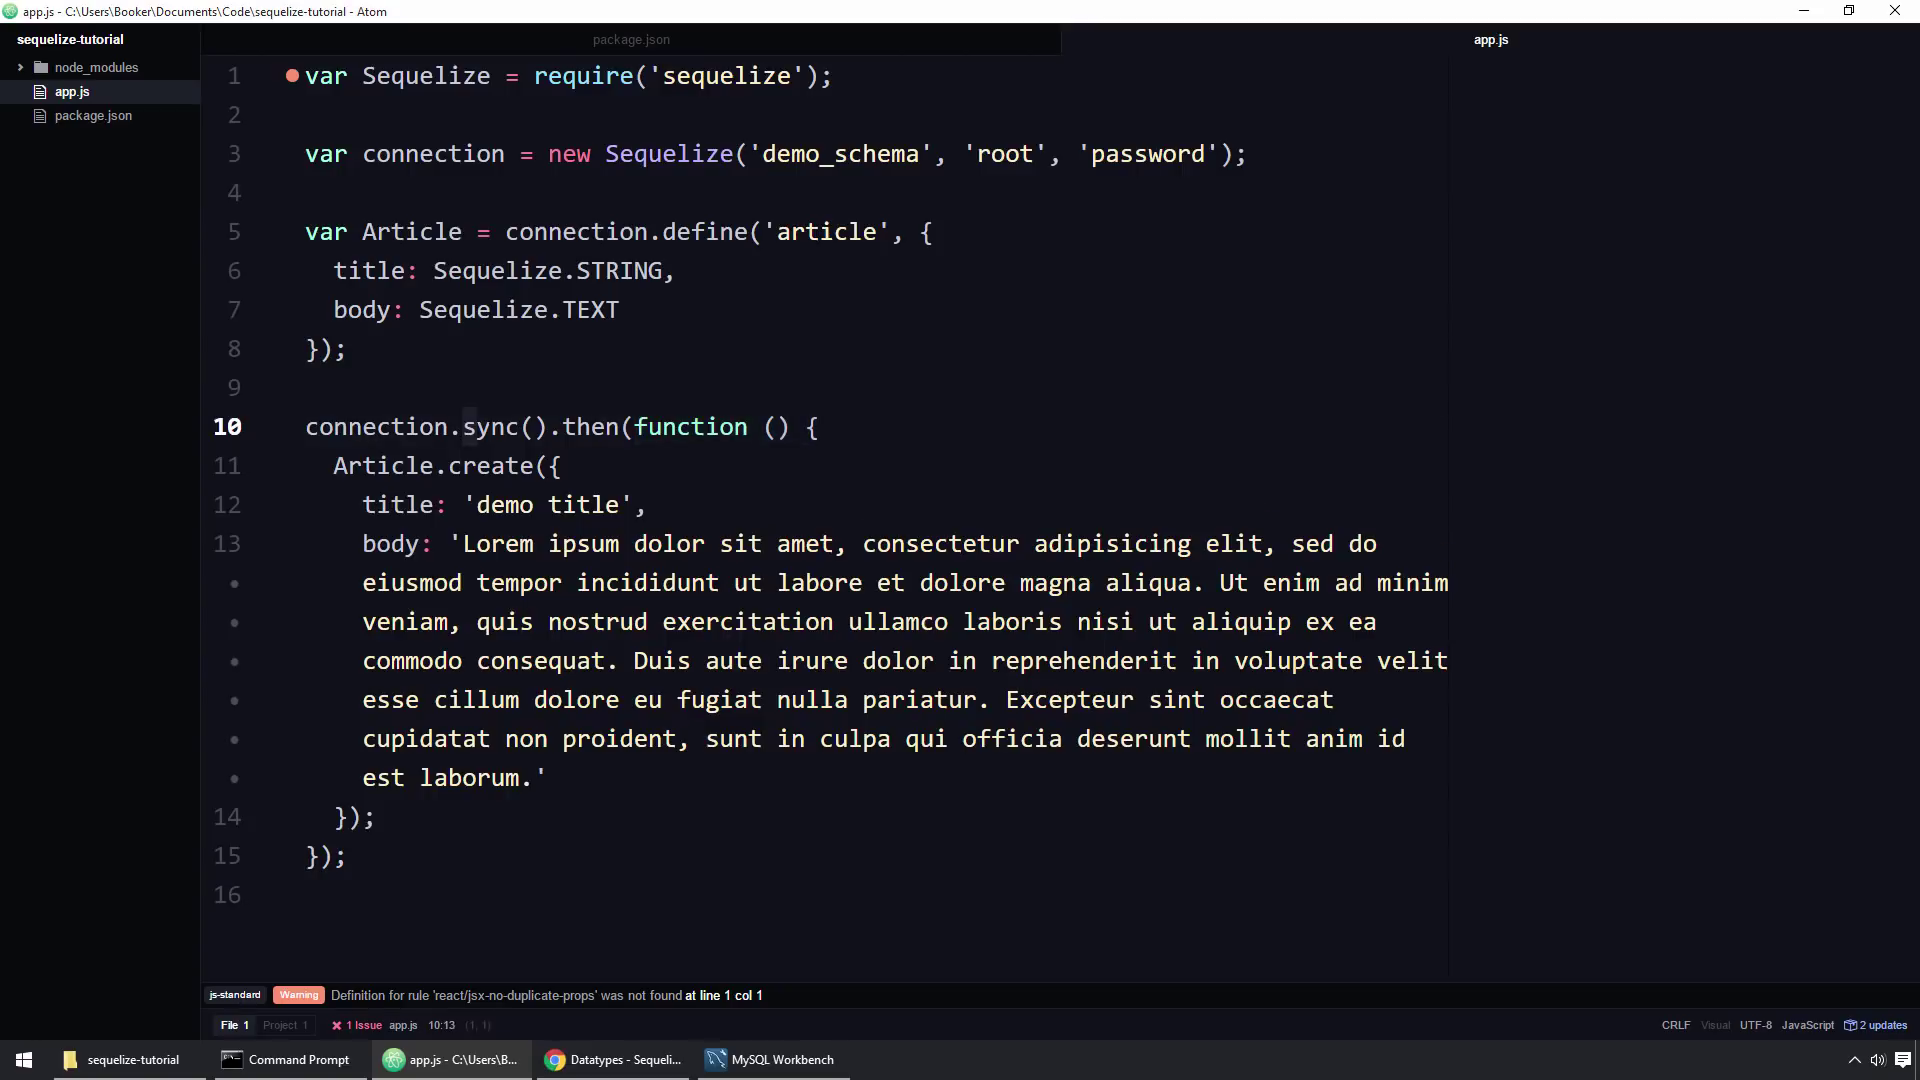 app.js - C:\Users\Booker\Documents\Code\sequelize-tutorial - Atom
sequelize-tutorial
node_modules
app.js
package.json
package.json
app.js
1 var Sequelize = require('sequelize');
2
3 var connection = new Sequelize('demo_schema', 'root', 'password');
4
5 var Article = connection.define('article', {
6 title: Sequelize.STRING,
7 body: Sequelize.TEXT
8 });
9
10 connection.sync().then(function () {
11 Article.create({
12 title: 'demo title',
13 body: 'Lorem ipsum dolor sit amet, consectetur adipisicing elit, sed do
• eiusmod tempor incididunt ut labore et dolore magna aliqua. Ut enim ad minim
• veniam, quis nostrud exercitation ullamco laboris nisi ut aliquip ex ea
• commodo consequat. Duis aute irure dolor in reprehenderit in voluptate velit
• esse cillum dolore eu fugiat nulla pariatur. Excepteur sint occaecat
• cupidatat non proident, sunt in culpa qui officia deserunt mollit anim id
• est laborum.'
14 });
15 });
16
js-standard Warning Definition for rule 'react/jsx-no-duplicate-props' was not found at line 1 col 1
File 1 Project 1 1 Issue app.js 10:13 (1, 1) CRLF Visual UTF-8 JavaScript 2 updates
sequelize-tutorial Command Prompt app.js - C:\Users\B... Datatypes - Sequeli... MySQL Workbench